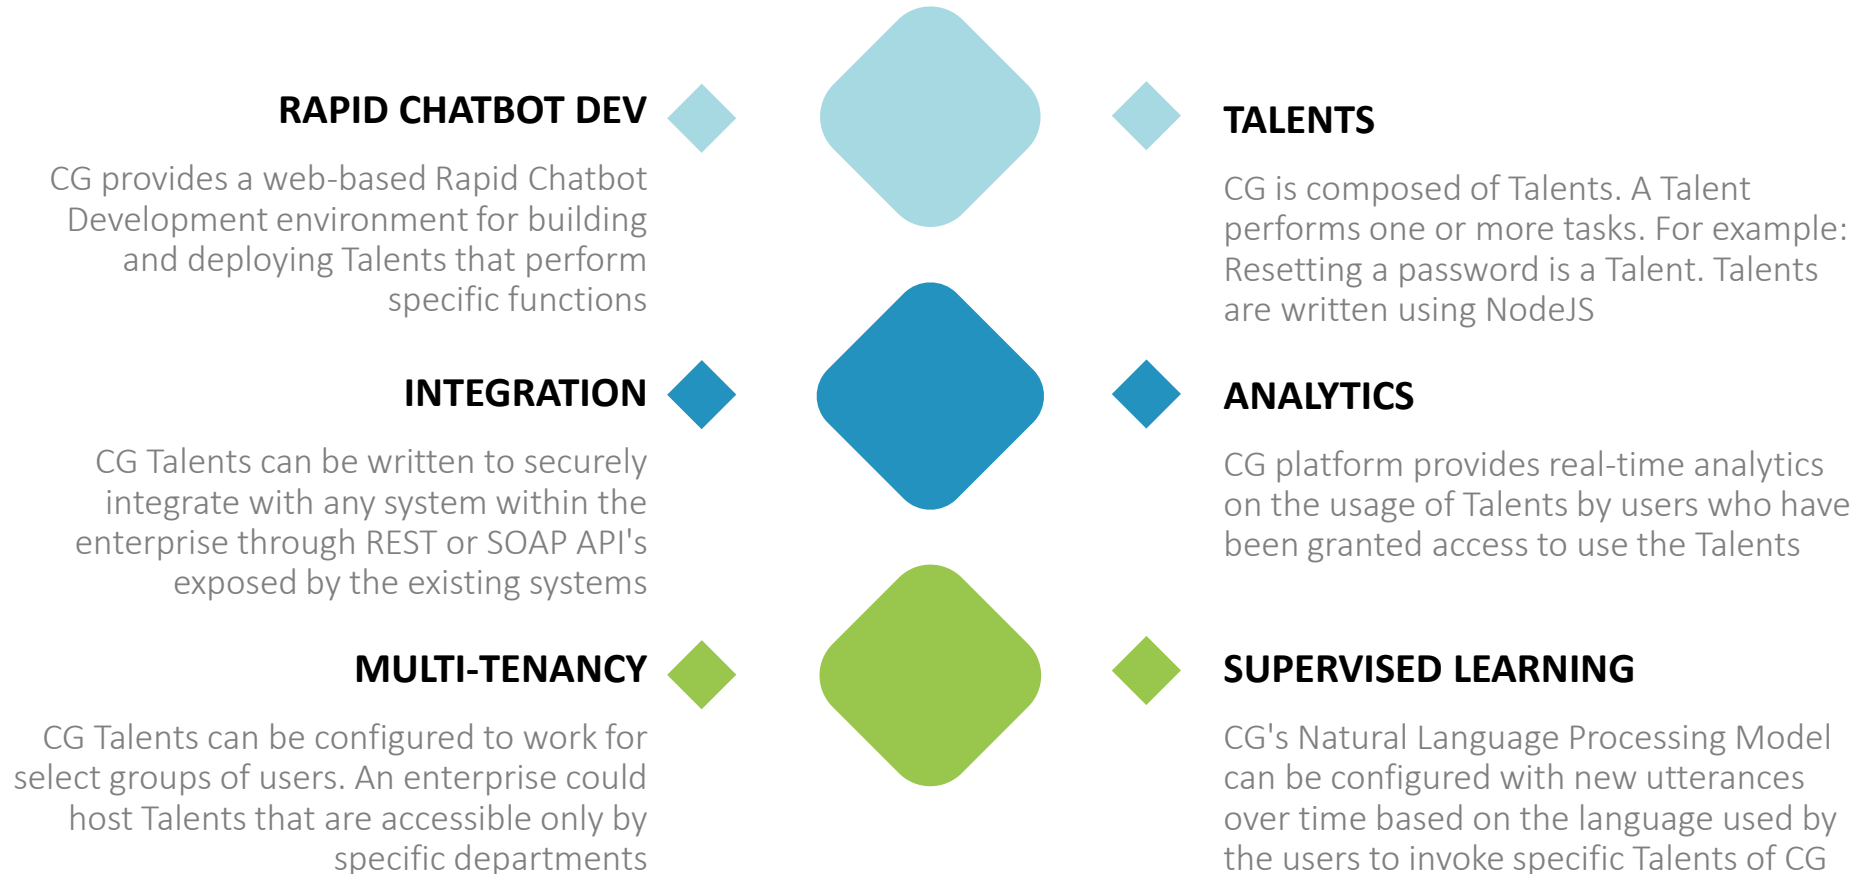 RAPID CHATBOT DEV
CG provides a web-based Rapid Chatbot
Development environment for building
and deploying Talents that perform
specific functions
TALENTS
CG is composed of Talents. A Talent
performs one or more tasks. For example:
Resetting a password is a Talent. Talents
are written using NodeJS
INTEGRATION
CG Talents can be written to securely
integrate with any system within the
enterprise through REST or SOAP API's
exposed by the existing systems
ANALYTICS
CG platform provides real-time analytics
on the usage of Talents by users who have
been granted access to use the Talents
MULTI-TENANCY
CG Talents can be configured to work for
select groups of users. An enterprise could
host Talents that are accessible only by
specific departments
SUPERVISED LEARNING
CG's Natural Language Processing Model
can be configured with new utterances
over time based on the language used by
the users to invoke specific Talents of CG